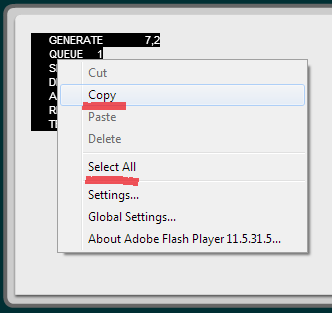 GENERATE 7,2
QUEUE 1
Cut
Copy
Paste
Delete
Select All
Settings...
Global Settings...
About Adobe Flash Player 11.5.31.5...